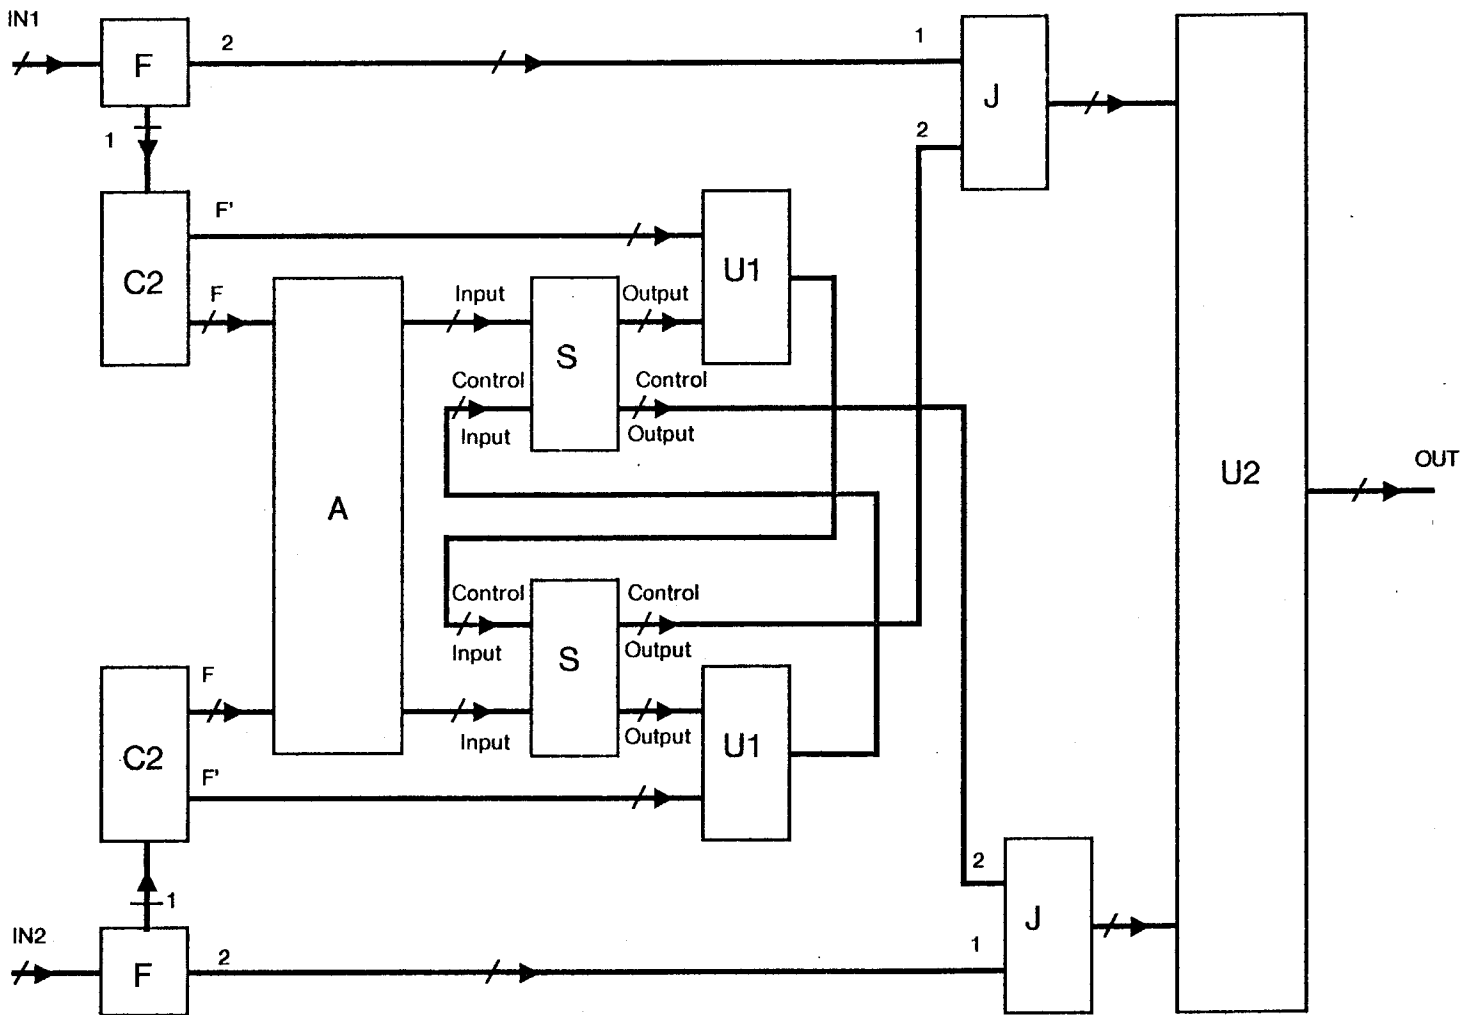 IN1
F
2
1
J
1
2
C2
F'
F
U1
Input
Output
S
Control
Input
Control
Output
A
U2
OUT
Control
Input
Control
Output
S
Input
Output
C2
F
F'
U1
1
IN2
F
2
2
1
J